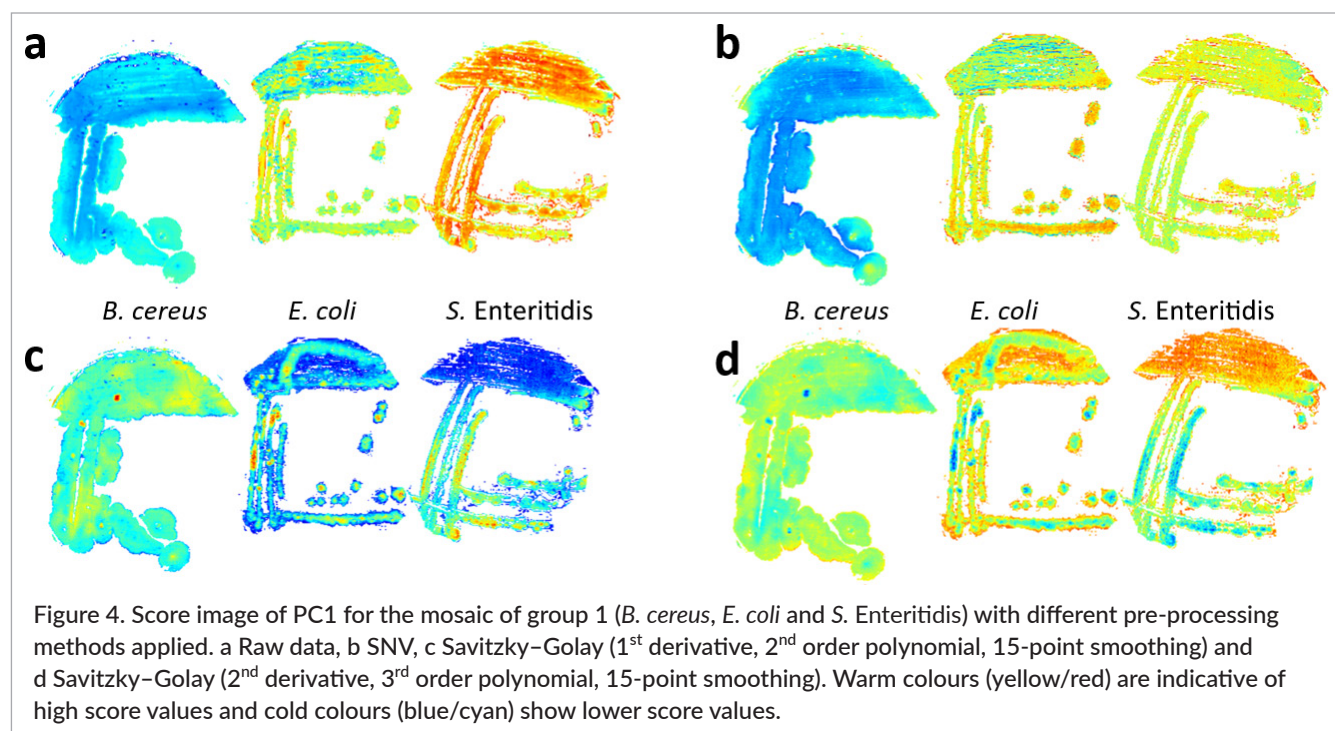 a
b
B. cereus
E. coli
S. Enteritidis
B. cereus
E. coli
S. Enteritidis
c
d
Figure 4. Score image of PC1 for the mosaic of group 1 (B. cereus, E. coli and S. Enteritidis) with different pre-processing
methods applied. a Raw data, b SNV, c Savitzky–Golay (1st derivative, 2nd order polynomial, 15-point smoothing) and
d Savitzky–Golay (2nd derivative, 3rd order polynomial, 15-point smoothing). Warm colours (yellow/red) are indicative of
high score values and cold colours (blue/cyan) show lower score values.